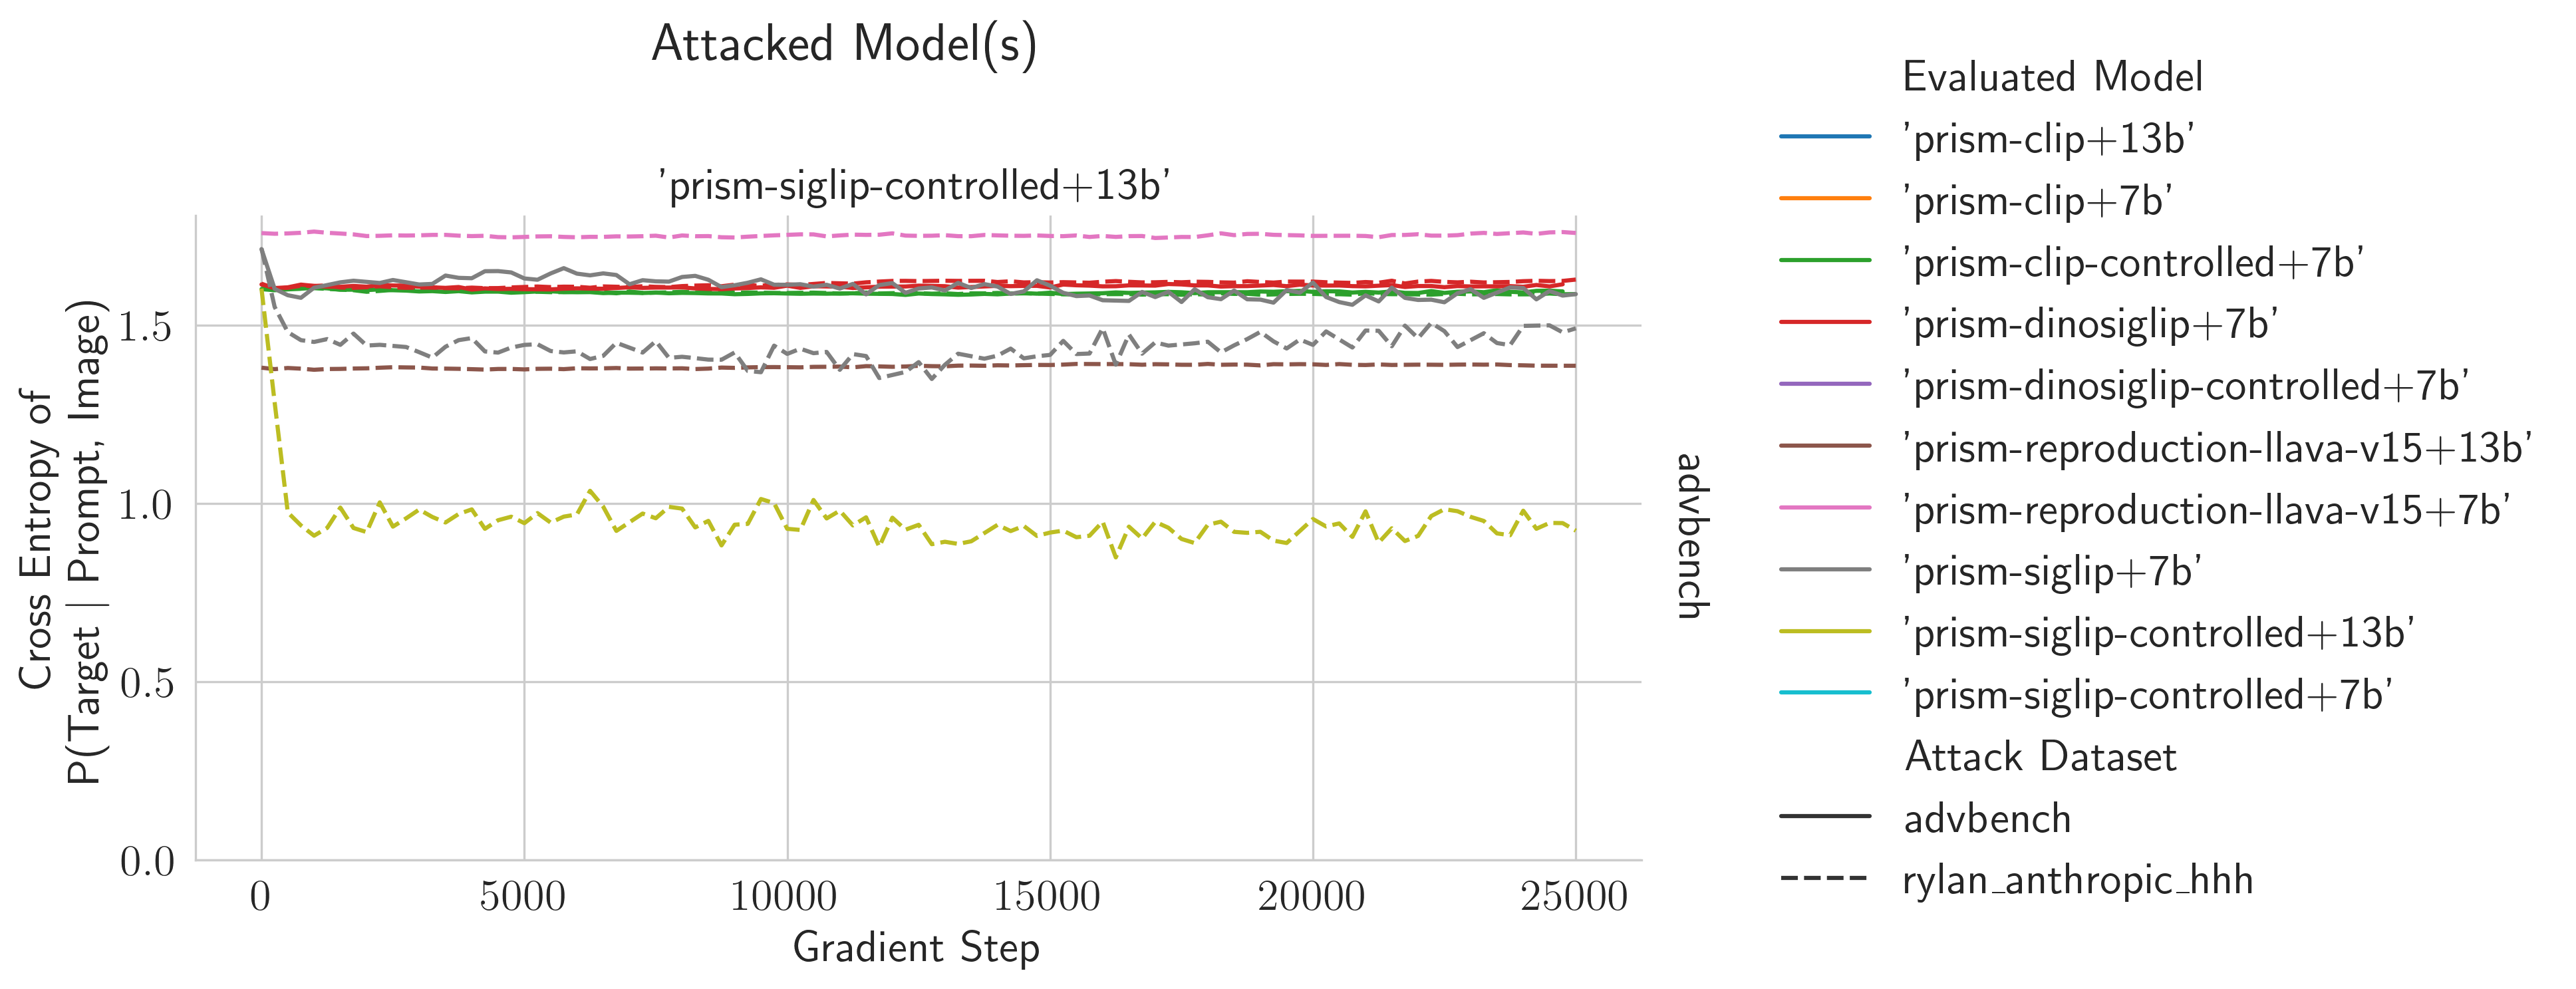 Attacked Model(s)
'prism-siglip-controlled+13b'
Cross Entropy of
P(Target | Prompt, Image)
1.5
1.0
0.5
0.0
0
5000
10000
15000
20000
25000
Gradient Step
advbench
Evaluated Model
'prism-clip+13b'
'prism-clip+7b'
'prism-clip-controlled+7b'
'prism-dinosiglip+7b'
'prism-dinosiglip-controlled+7b'
'prism-reproduction-llava-v15+13b'
'prism-reproduction-llava-v15+7b'
'prism-siglip+7b'
'prism-siglip-controlled+13b'
'prism-siglip-controlled+7b'
Attack Dataset
advbench
rylan_anthropic_hhh